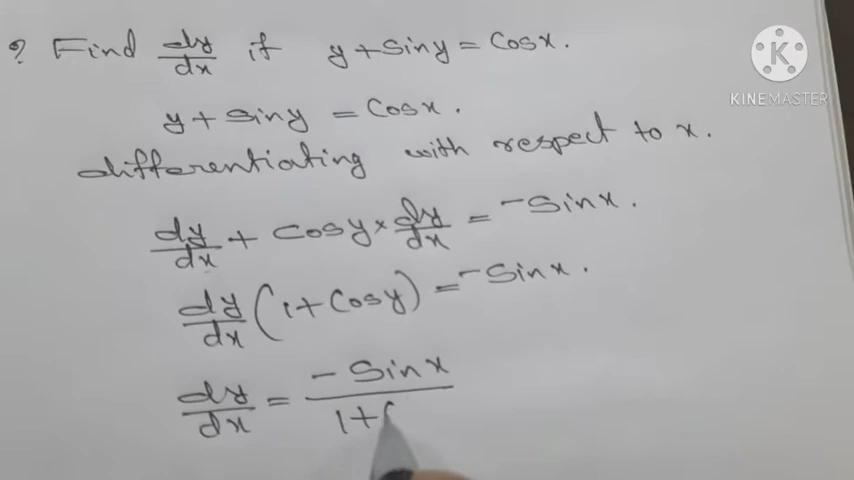 ? Find dy/dx if y + Siny = Cosx.
KINEMASTER
y + Siny = Cosx.
differentiating with respect to x.
dy/dx + Cosy × dy/dx = -Sinx.
dy/dx (1 + Cosy) = -Sinx.
dy/dx = -Sinx / 1+